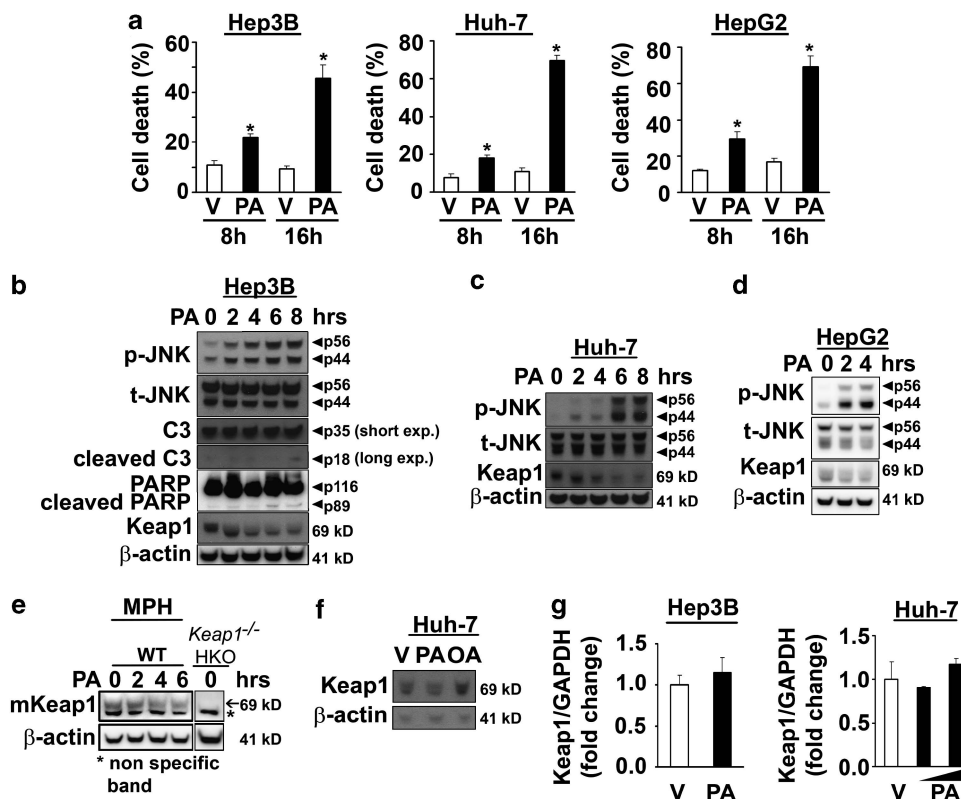 a
Hep3B
Huh-7
HepG2
Cell death (%)
60
40
20
0
V PA V PA
8h 16h
Cell death (%)
80
60
40
20
0
V PA V PA
8h 16h
Cell death (%)
80
60
40
20
0
V PA V PA
8h 16h
b
Hep3B
PA 0 2 4 6 8 hrs
p-JNK
p56
p44
t-JNK
p56
p44
C3
p35 (short exp.)
cleaved C3
p18 (long exp.)
PARP
p116
cleaved PARP
p89
Keap1
69 kD
β-actin
41 kD
c
Huh-7
PA 0 2 4 6 8 hrs
p-JNK
p56
p44
t-JNK
p56
p44
Keap1
69 kD
β-actin
41 kD
d
HepG2
PA 0 2 4 hrs
p-JNK
p56
p44
t-JNK
p56
p44
Keap1
69 kD
β-actin
41 kD
e
MPH
Keap1-/-
WT
HKO
PA 0 2 4 6 0 hrs
mKeap1
69 kD
*
β-actin
41 kD
* non specific
band
f
Huh-7
V PA OA
Keap1
69 kD
β-actin
41 kD
g
Hep3B
Keap1/GAPDH
(fold change)
1.5
1.0
0.5
0.0
V PA
Huh-7
Keap1/GAPDH
(fold change)
1.5
1.0
0.5
0.0
V PA